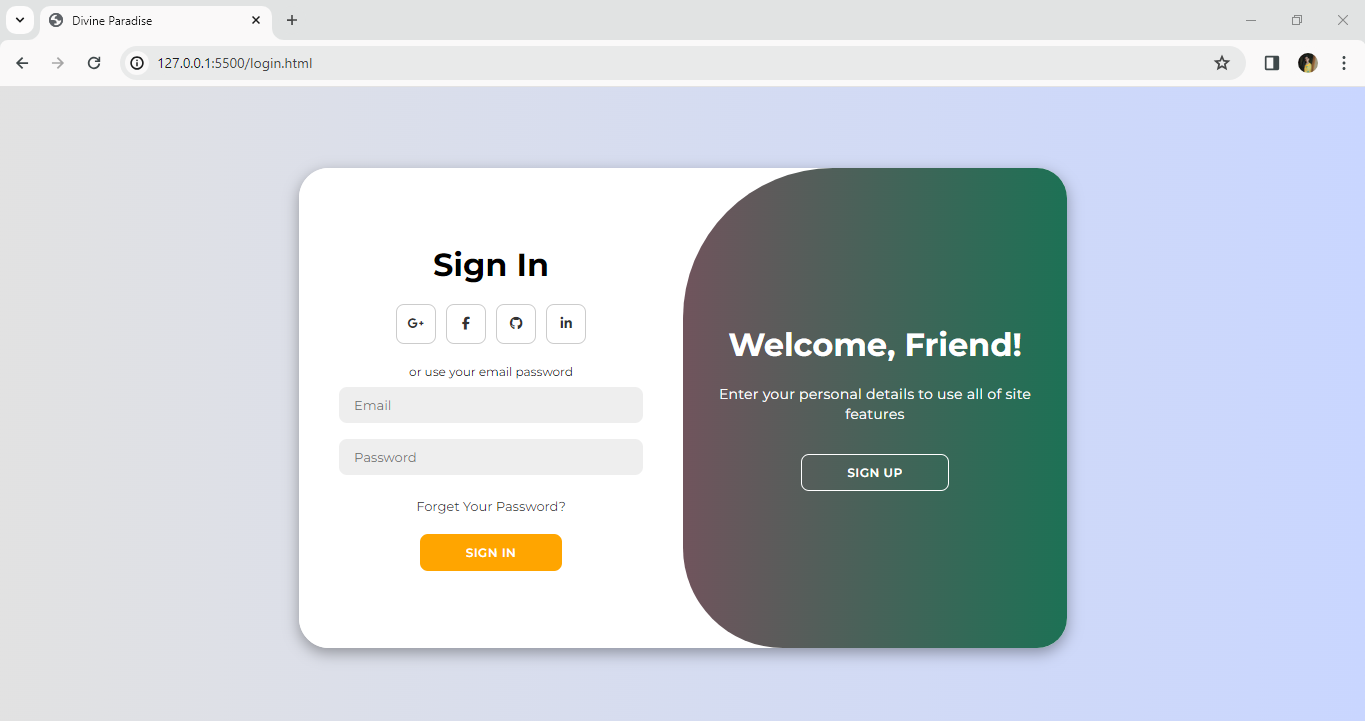 Divine Paradise
127.0.0.1:5500/login.html
Sign In
G+
f
in
or use your email password
Email
Password
Forget Your Password?
SIGN IN
Welcome, Friend!
Enter your personal details to use all of site
features
SIGN UP